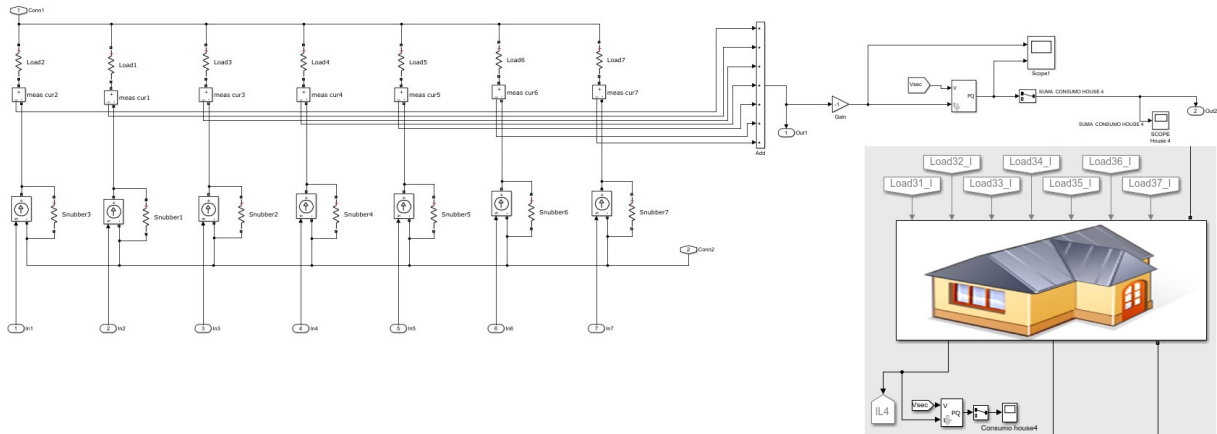 1 Conn1
Load2
Load1
Load3
Load4
Load5
Load6
Load7
meas cur2
meas cur1
meas cur3
meas cur4
meas cur5
meas cur6
meas cur7
Add
1 Out1
-1
Gain
Vsec
V
I
PQ
Scope1
SUMA CONSUMO HOUSE 4
SUMA CONSUMO HOUSE 4
SCOPE
House 4
2 Out2
Snubber3
Snubber1
Snubber2
Snubber4
Snubber5
Snubber6
Snubber7
2 Conn2
1 In1
2 In2
3 In3
4 In4
5 In5
6 In6
7 In7
Load32_I
Load34_I
Load36_I
Load31_I
Load33_I
Load35_I
Load37_I
IL4
Vsec
V
I
PQ
Consumo house4